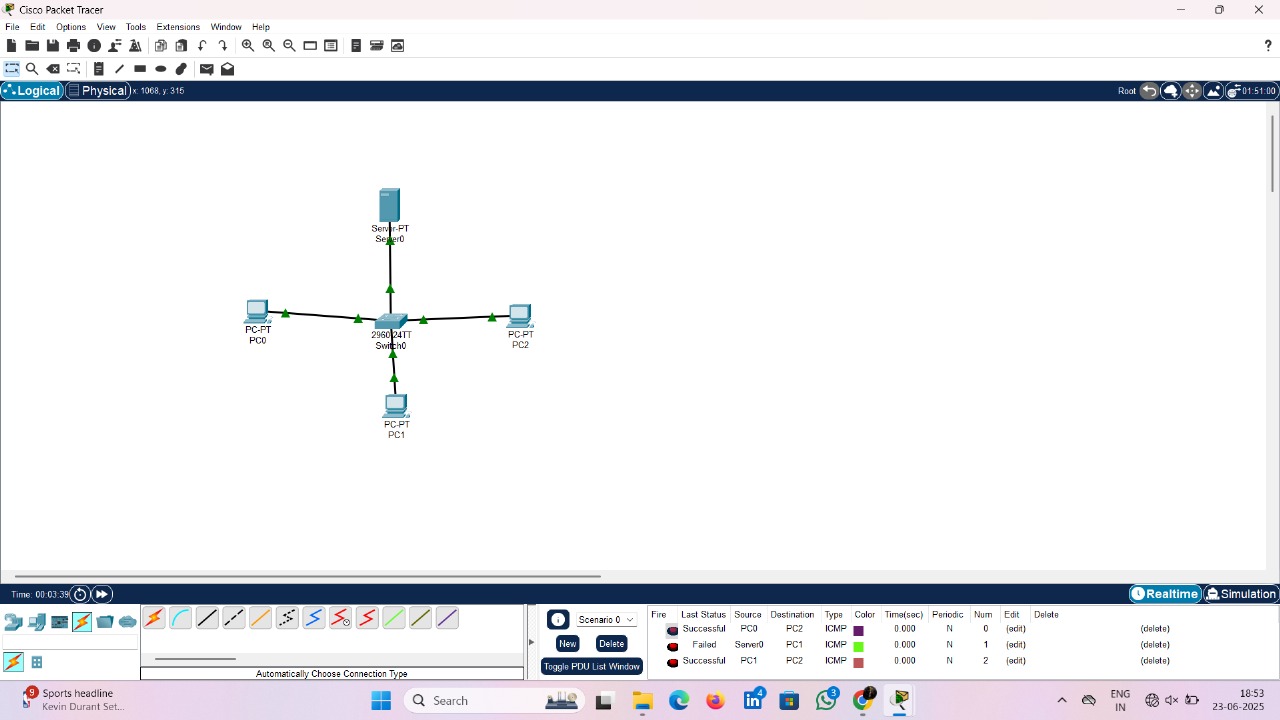 Cisco Packet Tracer
File Edit Options View Tools Extensions Window Help
?
Logical Physical x: 1068, y: 315 Root 01:51:00
Server-PT
Server0
PC-PT
PC0
2960-24TT
Switch0
PC-PT
PC2
PC-PT
PC1
Time: 00:03:39 Realtime Simulation
Scenario 0
New Delete
Toggle PDU List Window
Automatically Choose Connection Type
Fire Last Status Source Destination Type Color Time(sec) Periodic Num Edit Delete
Successful PC0 PC2 ICMP 0.000 N 0 (edit) (delete)
Failed Server0 PC1 ICMP 0.000 N 1 (edit) (delete)
Successful PC1 PC2 ICMP 0.000 N 2 (edit) (delete)
9 Sports headline
Kevin Durant Set...
Search
4
3
ENG
IN
18:53
23-06-2025